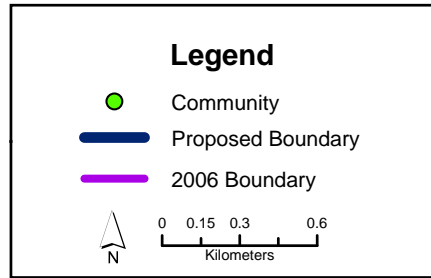 Legend
Community
Proposed Boundary
2006 Boundary
0 0.15 0.3 0.6
Kilometers
N